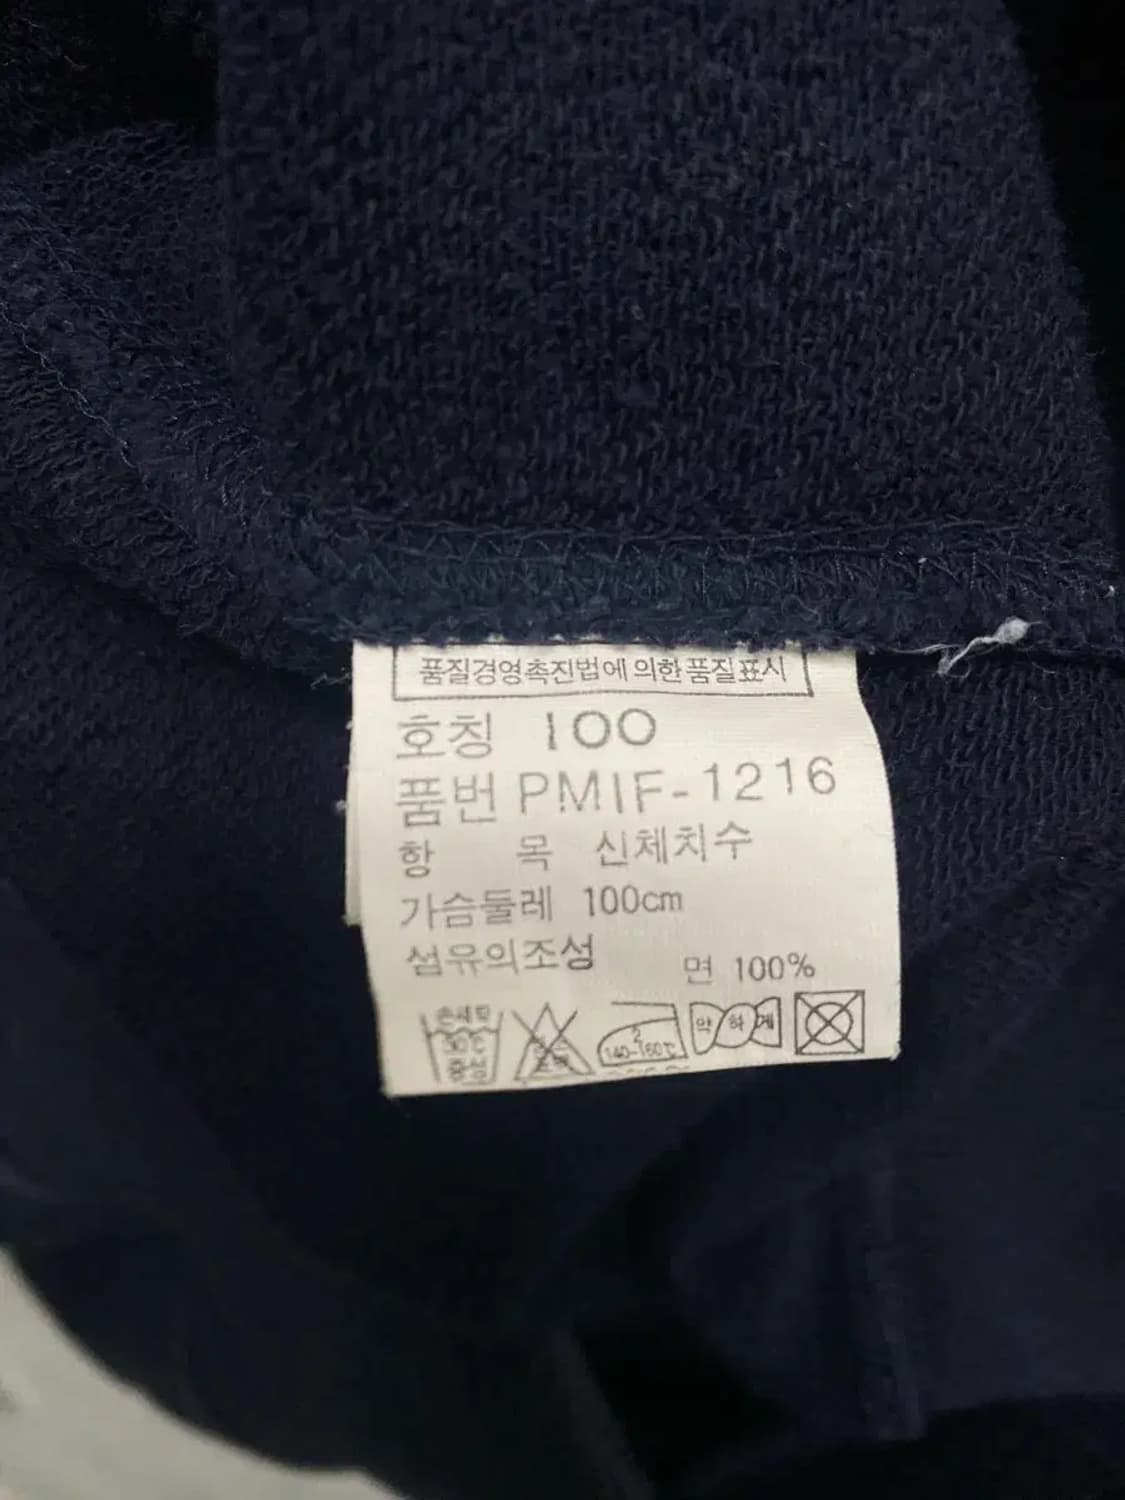 품질경영촉진법에 의한 품질표시
호칭 100
품번 PMIF-1216
항 목 신체치수
가슴둘레 100cm
섬유의조성
면 100%
손세탁 30℃ 중성
2 140~160℃
약하게